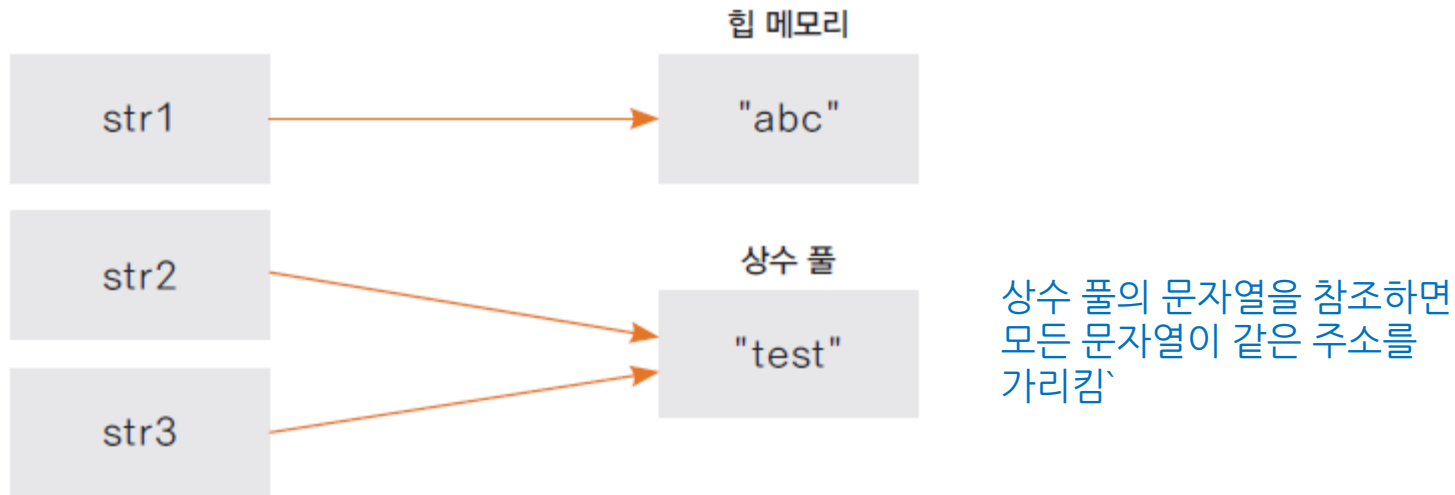 힙 메모리
str1
"abc"
str2
상수 풀
"test"
상수 풀의 문자열을 참조하면
모든 문자열이 같은 주소를
가리킴`
str3